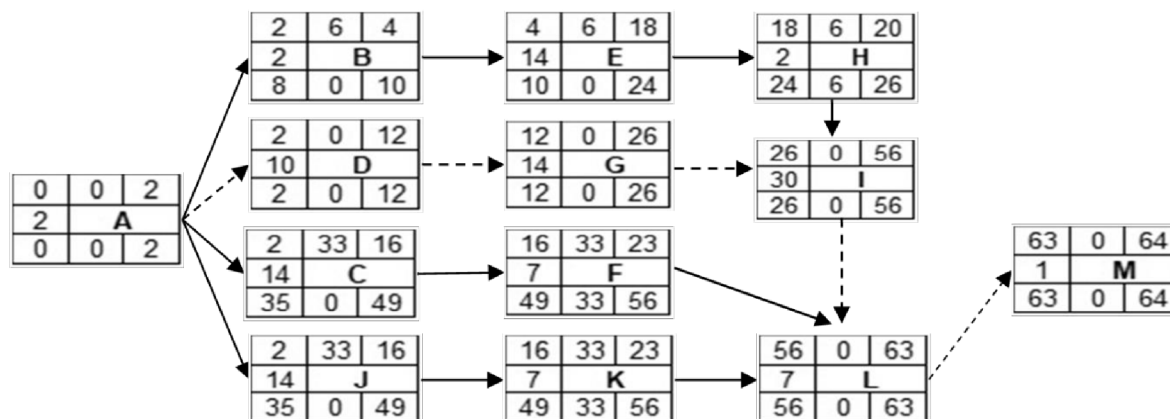 2 6 4
2 B
8 0 10
4 6 18
14 E
10 0 24
18 6 20
2 H
24 6 26
2 0 12
10 D
2 0 12
12 0 26
14 G
12 0 26
26 0 56
30 I
26 0 56
0 0 2
2 A
0 0 2
2 33 16
14 C
35 0 49
16 33 23
7 F
49 33 56
63 0 64
1 M
63 0 64
2 33 16
14 J
35 0 49
16 33 23
7 K
49 33 56
56 0 63
7 L
56 0 63